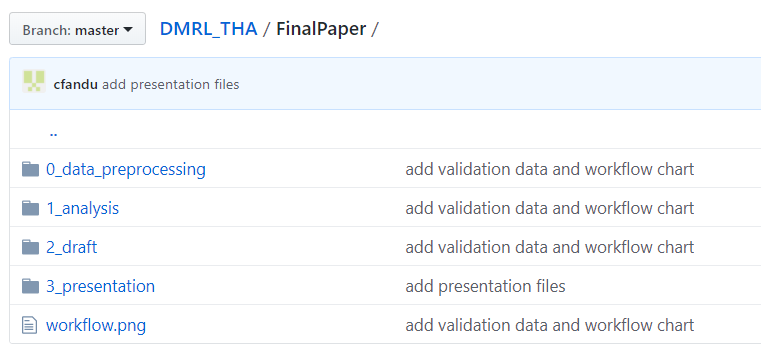 Branch: master DMRL_THA / FinalPaper /
cfandu add presentation files
..
0_data_preprocessing add validation data and workflow chart
1_analysis add validation data and workflow chart
2_draft add validation data and workflow chart
3_presentation add presentation files
workflow.png add validation data and workflow chart